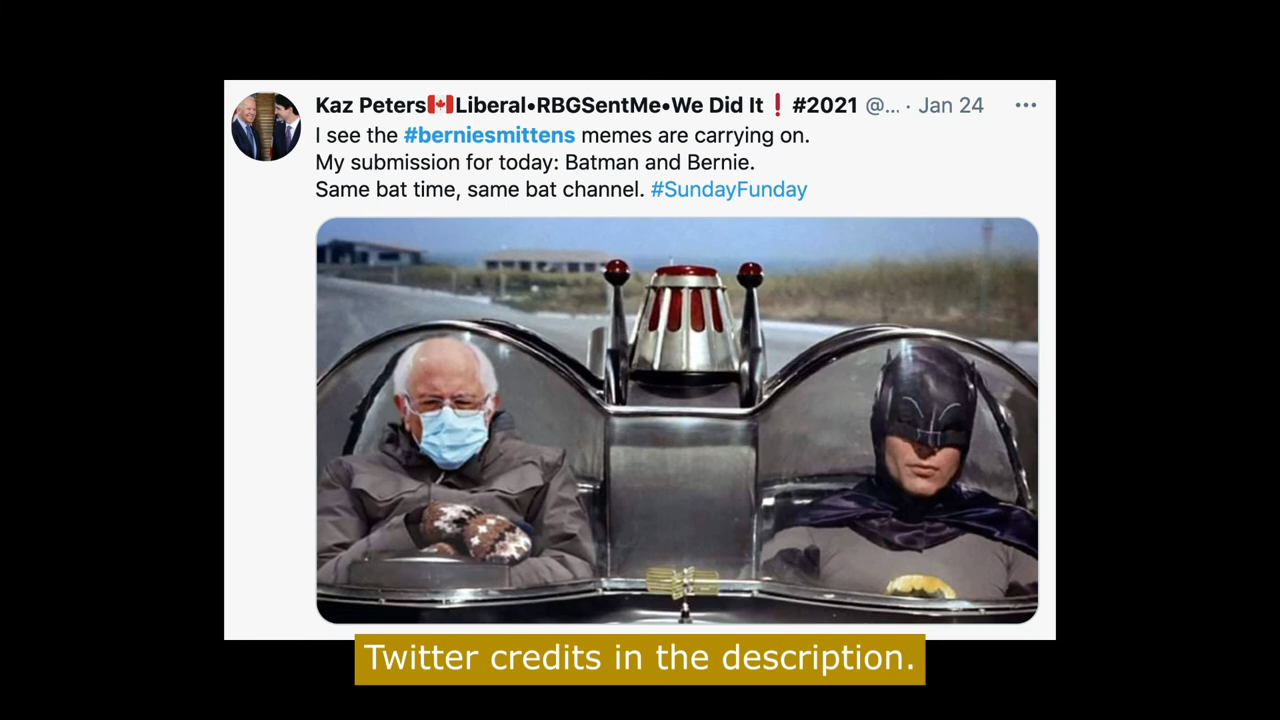 Kaz Peters🇨🇦Liberal•RBGSentMe•We Did It❗#2021 @... · Jan 24
I see the #berniesmittens memes are carrying on.
My submission for today: Batman and Bernie.
Same bat time, same bat channel. #SundayFunday
Twitter credits in the description.